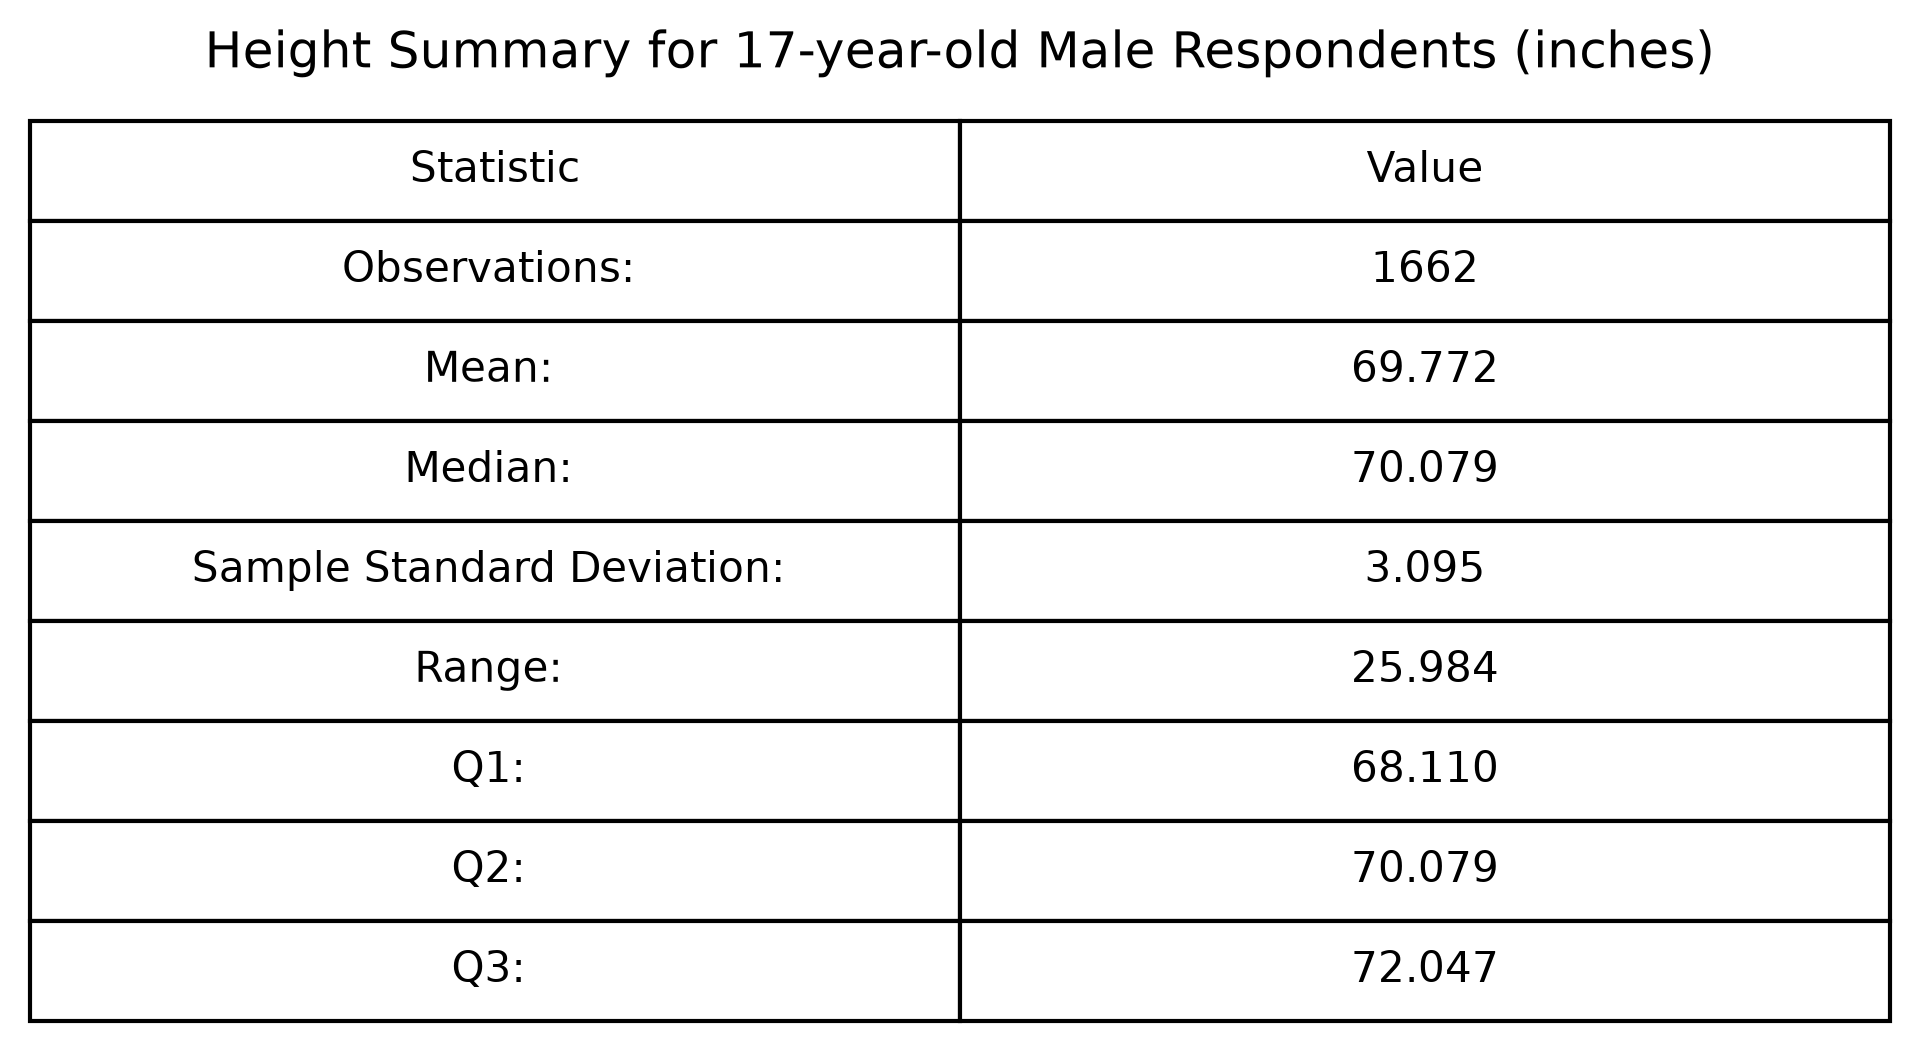 Height Summary for 17-year-old Male Respondents (inches)
Statistic Value
Observations: 1662
Mean: 69.772
Median: 70.079
Sample Standard Deviation: 3.095
Range: 25.984
Q1: 68.110
Q2: 70.079
Q3: 72.047